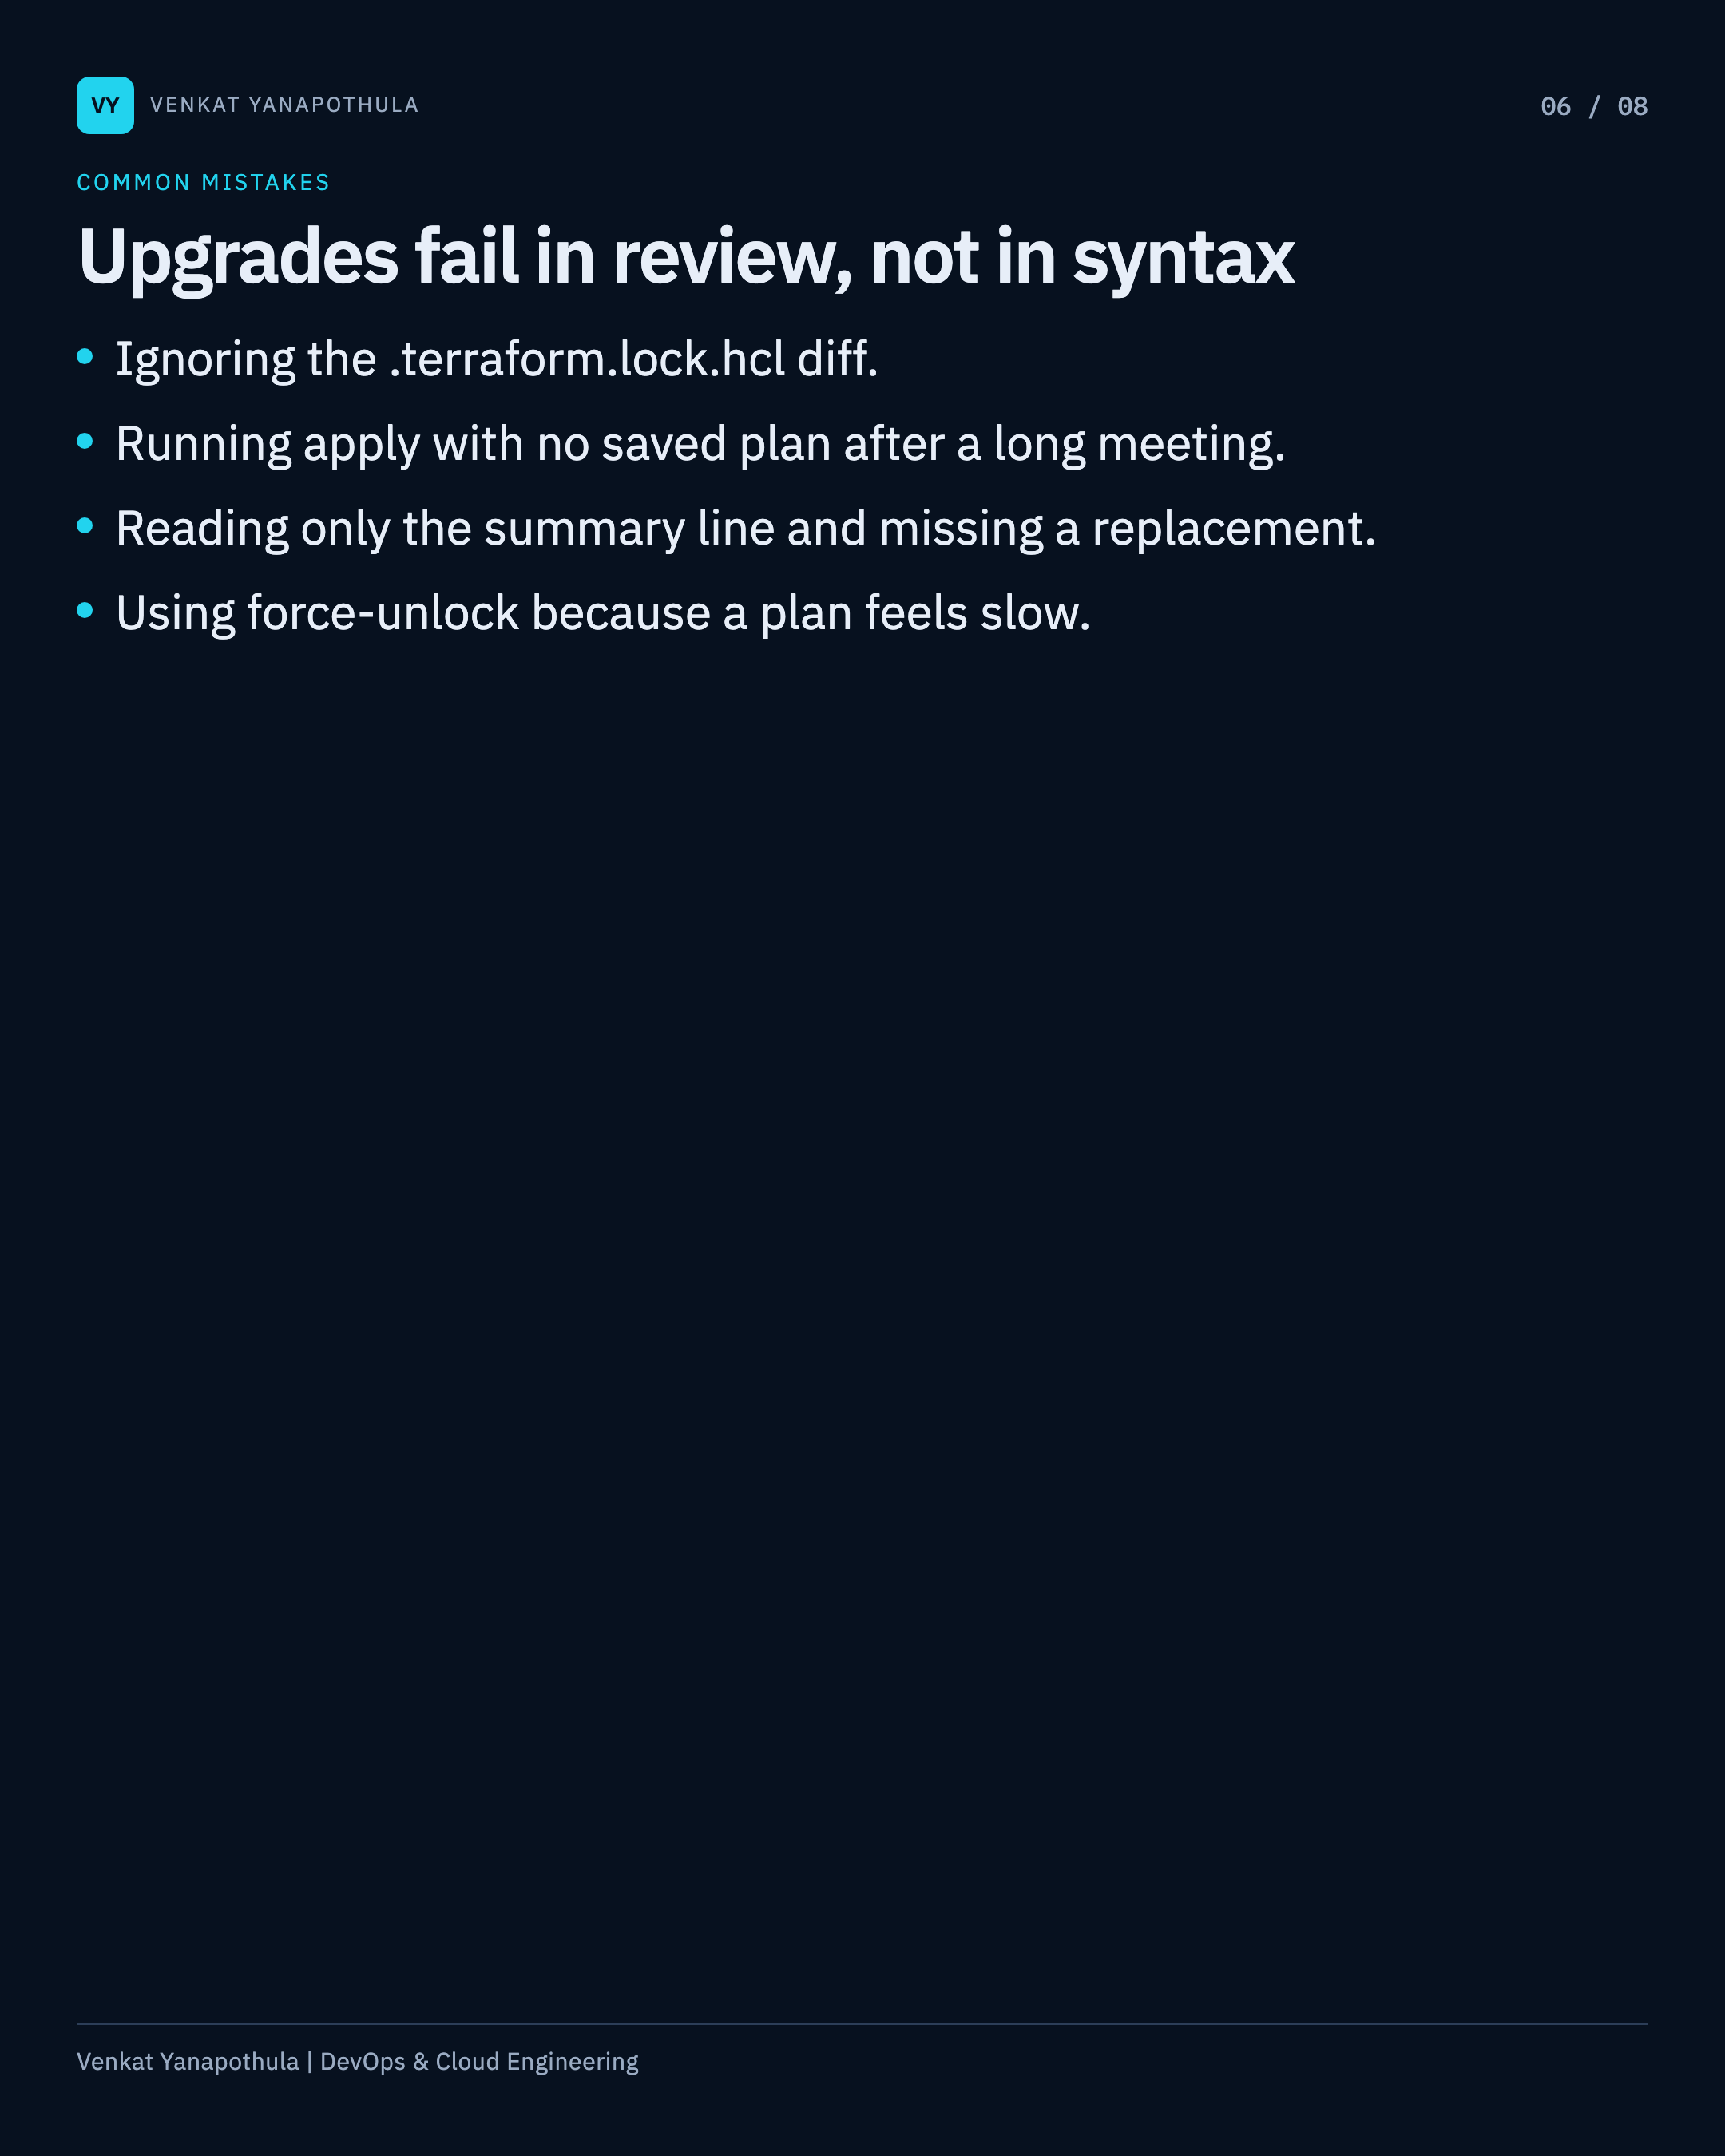 VY
VENKAT YANAPOTHULA
06 / 08
COMMON MISTAKES
Upgrades fail in review, not in syntax
Ignoring the .terraform.lock.hcl diff.
Running apply with no saved plan after a long meeting.
Reading only the summary line and missing a replacement.
Using force-unlock because a plan feels slow.
Venkat Yanapothula | DevOps & Cloud Engineering